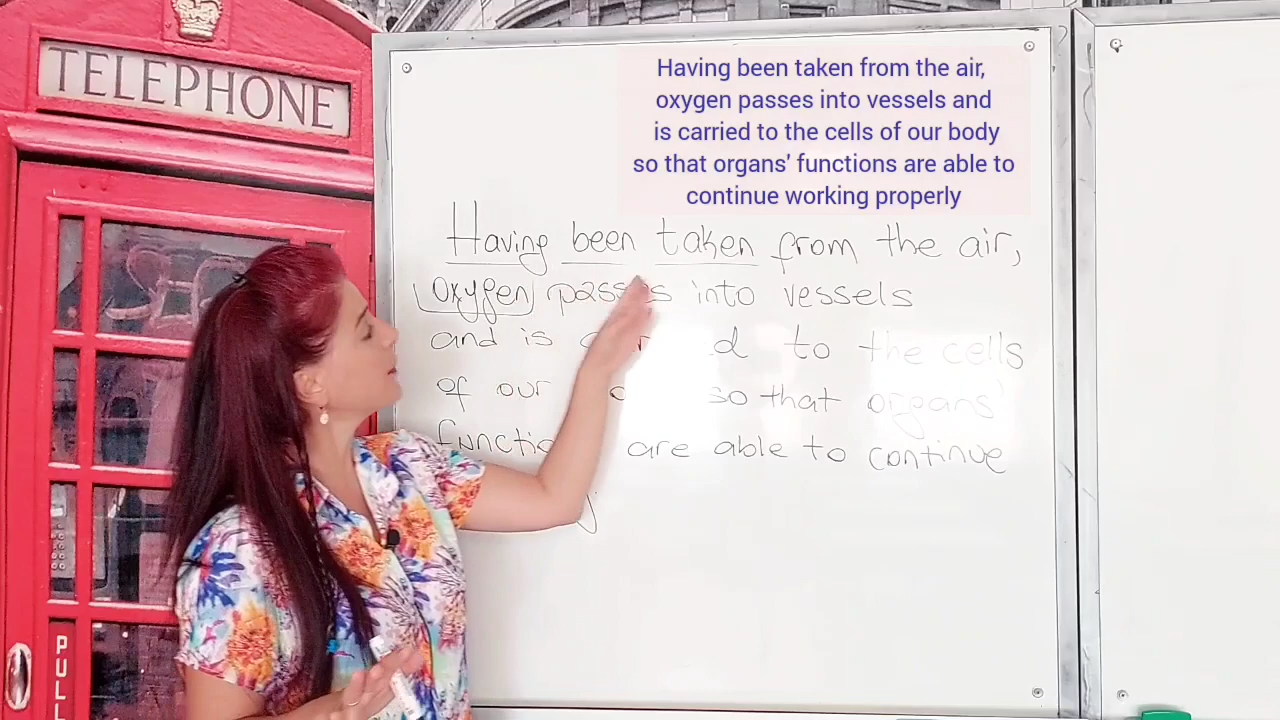 TELEPHONE
Having been taken from the air,
oxygen passes into vessels and
is carried to the cells of our body
so that organs' functions are able to
continue working properly
Having been taken from the air,
oxygen passes into vessels
and is to the cells
of our so that organs'
are able to continue
PULL